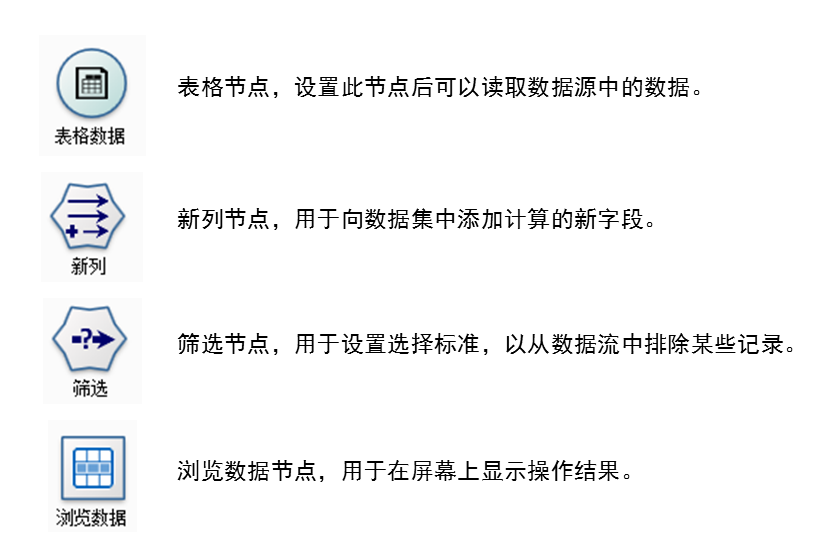 表格节点，设置此节点后可以读取数据源中的数据。
表格数据
新列节点，用于向数据集中添加计算的新字段。
新列
筛选节点，用于设置选择标准，以从数据流中排除某些记录。
筛选
浏览数据节点，用于在屏幕上显示操作结果。
浏览数据